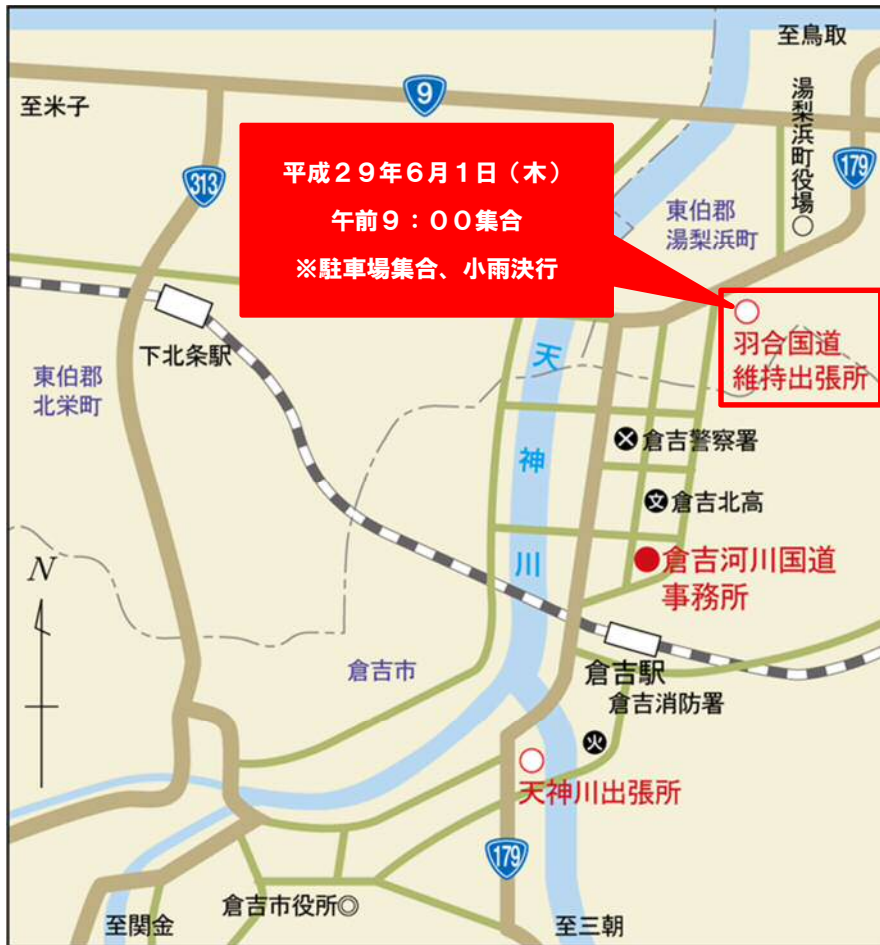 至鳥取
至米子
9
湯梨浜町役場○
313
179
平成29年6月1日（木）
午前9：00集合
※駐車場集合、小雨決行
東伯郡
湯梨浜町
羽合国道
維持出張所
下北条駅
東伯郡
北栄町
天神川
倉吉警察署
文
倉吉北高
倉吉河川国道
事務所
N
倉吉市
倉吉駅
倉吉消防署
火
天神川出張所
179
倉吉市役所◎
至関金
至三朝